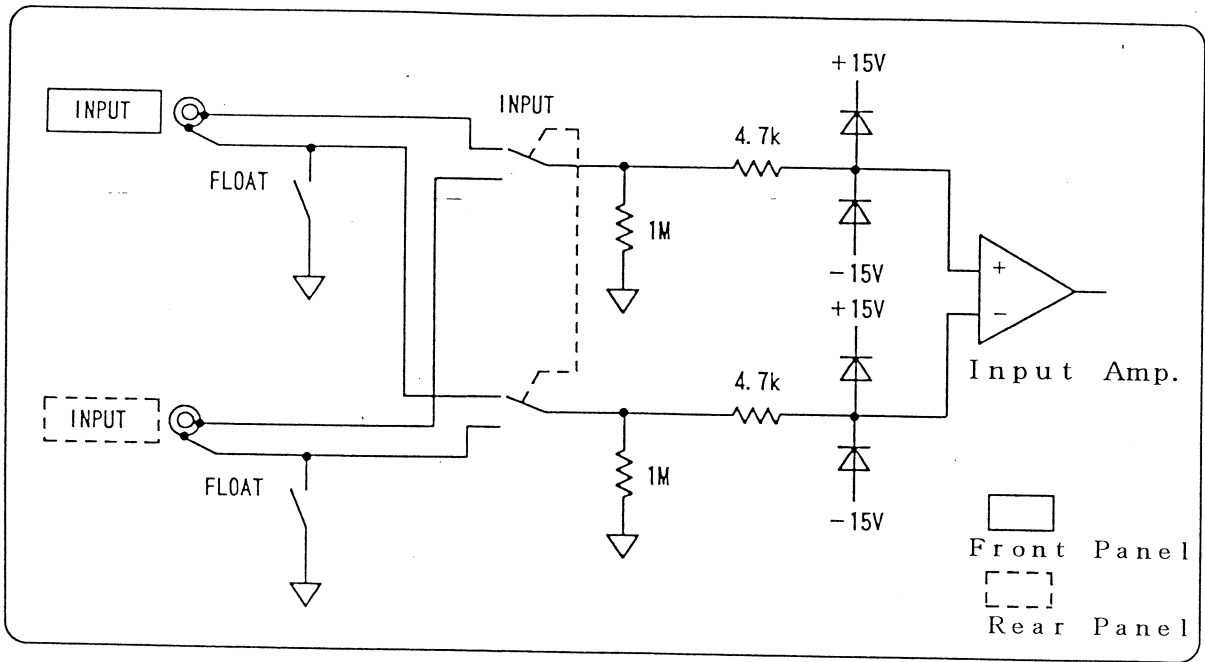 +15V
INPUT
INPUT
4.7k
FLOAT
1M
-15V
+
+15V
-
4.7k
Input Amp.
INPUT
1M
FLOAT
-15V
Front Panel
Rear Panel